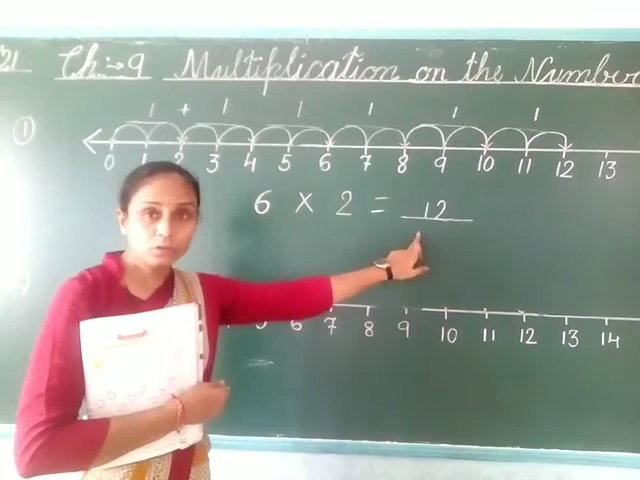 21 Ch:-9 Multiplication on the Number
1 + 1 1 1 1 1
①
0 1 2 3 4 5 6 7 8 9 10 11 12 13
6 × 2 = 12
6 7 8 9 10 11 12 13 14